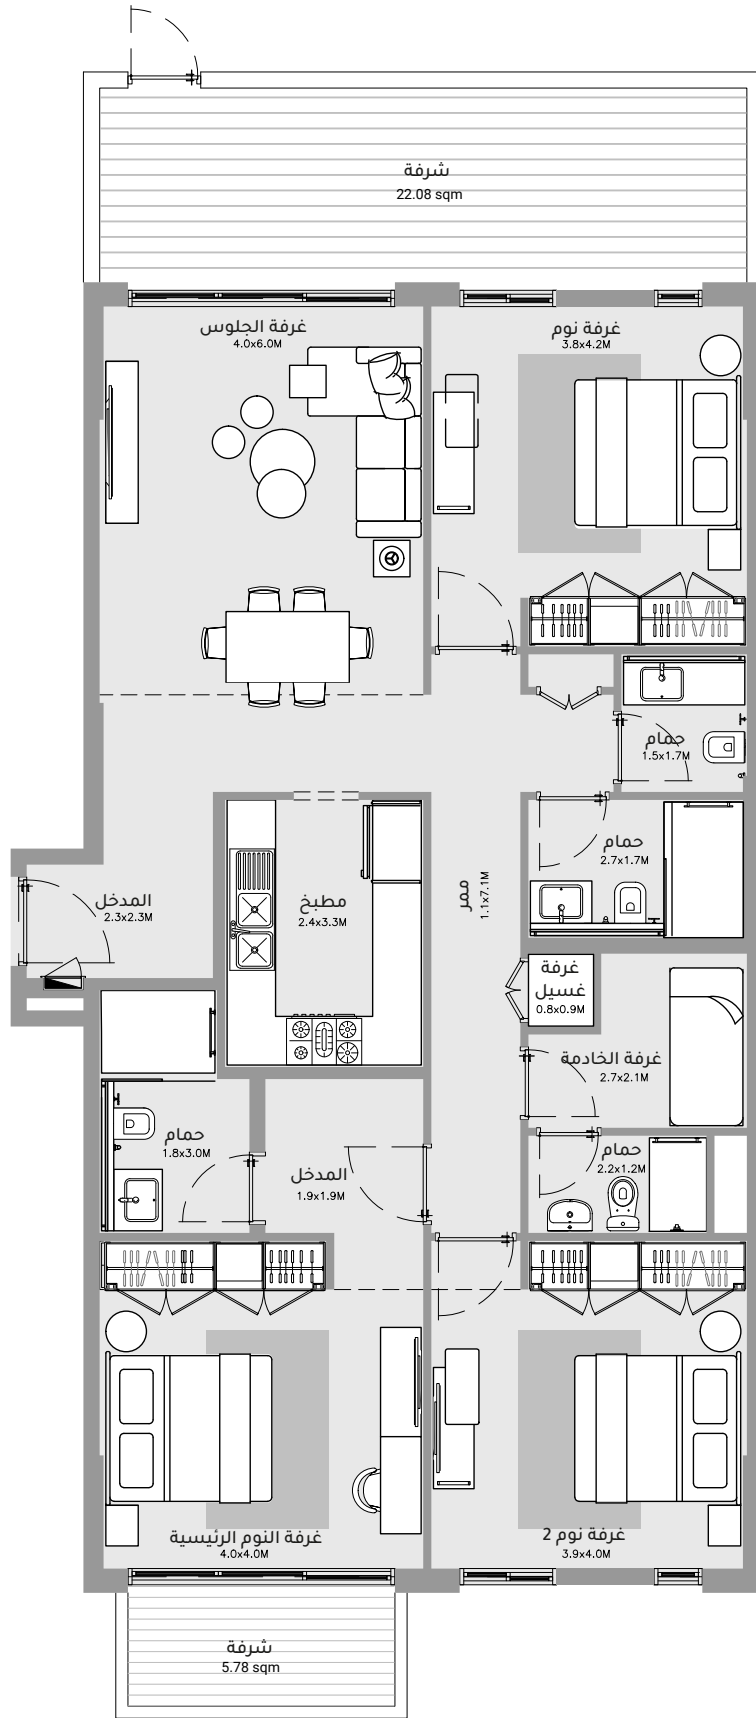 شرفة
22.08 sqm
غرفة الجلوس
4.0x6.0M
غرفة نوم
3.8x4.2M
حمام
1.5x1.7M
حمام
2.7x1.7M
المدخل
2.3x2.3M
مطبخ
2.4x3.3M
ممر
1.1x7.1M
غرفة
غسيل
0.8x0.9M
غرفة الخادمة
2.7x2.1M
حمام
1.8x3.0M
حمام
2.2x1.2M
المدخل
1.9x1.9M
غرفة النوم الرئيسية
4.0x4.0M
غرفة نوم 2
3.9x4.0M
شرفة
5.78 sqm